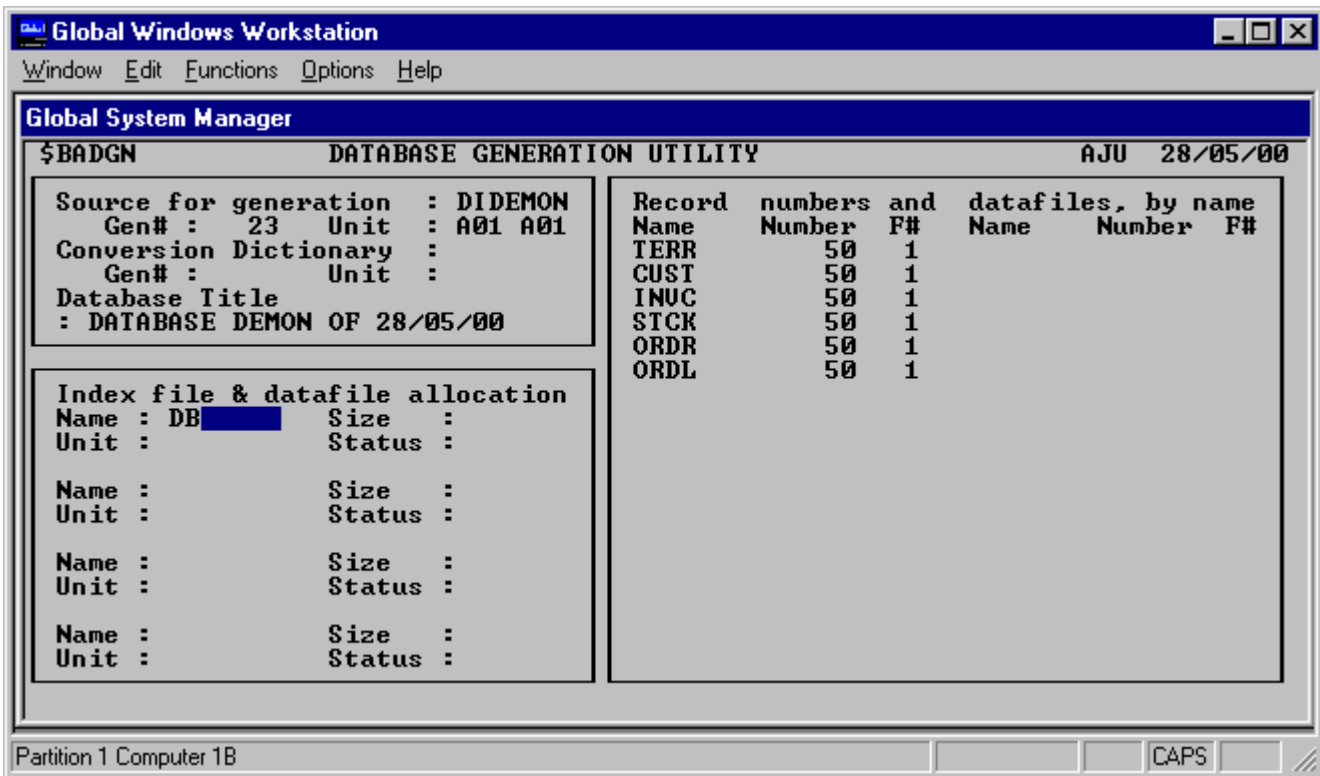 Global Windows Workstation
Window Edit Functions Options Help
Global System Manager
$BADGN DATABASE GENERATION UTILITY AJU 28/05/00
Source for generation : DIDEMON
Gen# : 23 Unit : A01 A01
Conversion Dictionary :
Gen# : Unit :
Database Title
: DATABASE DEMON OF 28/05/00
Index file & datafile allocation
Name : DB Size :
Unit : Status :
Name : Size :
Unit : Status :
Name : Size :
Unit : Status :
Name : Size :
Unit : Status :
Record numbers and datafiles, by name
Name Number F# Name Number F#
TERR 50 1
CUST 50 1
INVC 50 1
STCK 50 1
ORDR 50 1
ORDL 50 1
Partition 1 Computer 1B CAPS